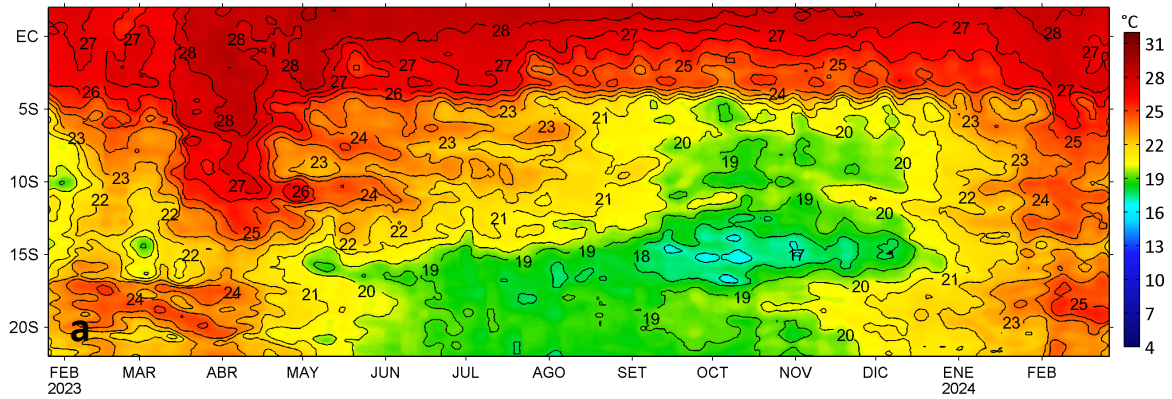 °C
EC
5S
10S
15S
20S
31
28
25
22
19
16
13
10
7
4
27 27 28 28 28 27 27 27 28 27 27 28 27
26 28 26 25 25 24 27
23 23 24 23 23 20 20 23 25
23 27 26 24 22 21 19 19 20 22 24
22 22 25 22 22 21 19 18 17 20 21
22 24 24 21 20 19 19 19 19 20 21 23 25
19 20
a
FEB MAR ABR MAY JUN JUL AGO SET OCT NOV DIC ENE FEB
2023 2024